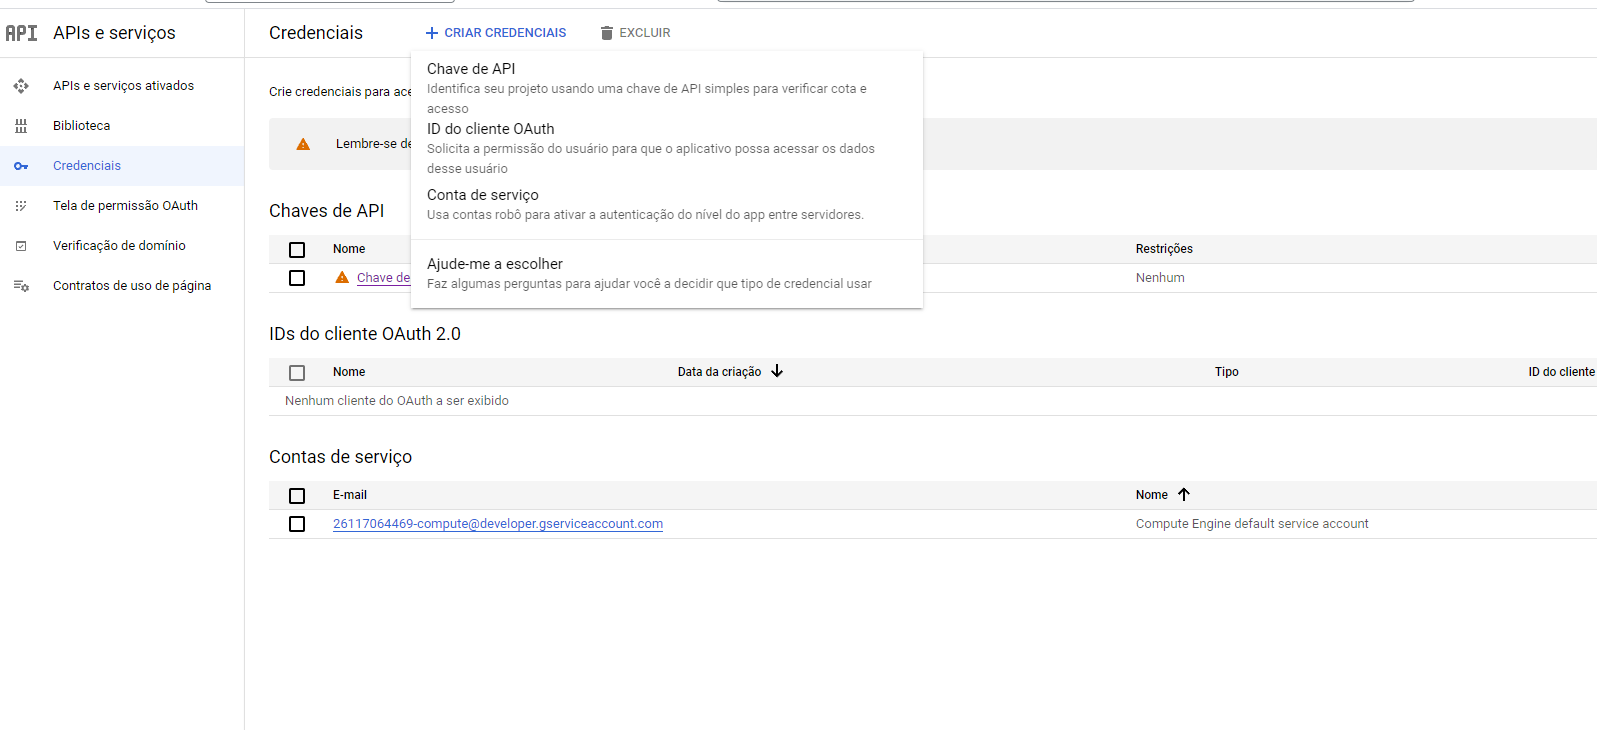 API APIs e serviços
Credenciais
CRIAR CREDENCIAIS
EXCLUIR
APIs e serviços ativados
Biblioteca
Credenciais
Tela de permissão OAuth
Verificação de domínio
Contratos de uso de página
Chave de API
Identifica seu projeto usando uma chave de API simples para verificar cota e
acesso
ID do cliente OAuth
Solicita a permissão do usuário para que o aplicativo possa acessar os dados
desse usuário
Conta de serviço
Usa contas robô para ativar a autenticação do nível do app entre servidores.
Ajude-me a escolher
Faz algumas perguntas para ajudar você a decidir que tipo de credencial usar
Crie credenciais para ace
Lembre-se de
Chaves de API
Nome Restrições
Chave de Nenhum
IDs do cliente OAuth 2.0
Nome Data da criação Tipo ID do cliente
Nenhum cliente do OAuth a ser exibido
Contas de serviço
E-mail Nome
26117064469-compute@developer.gserviceaccount.com Compute Engine default service account